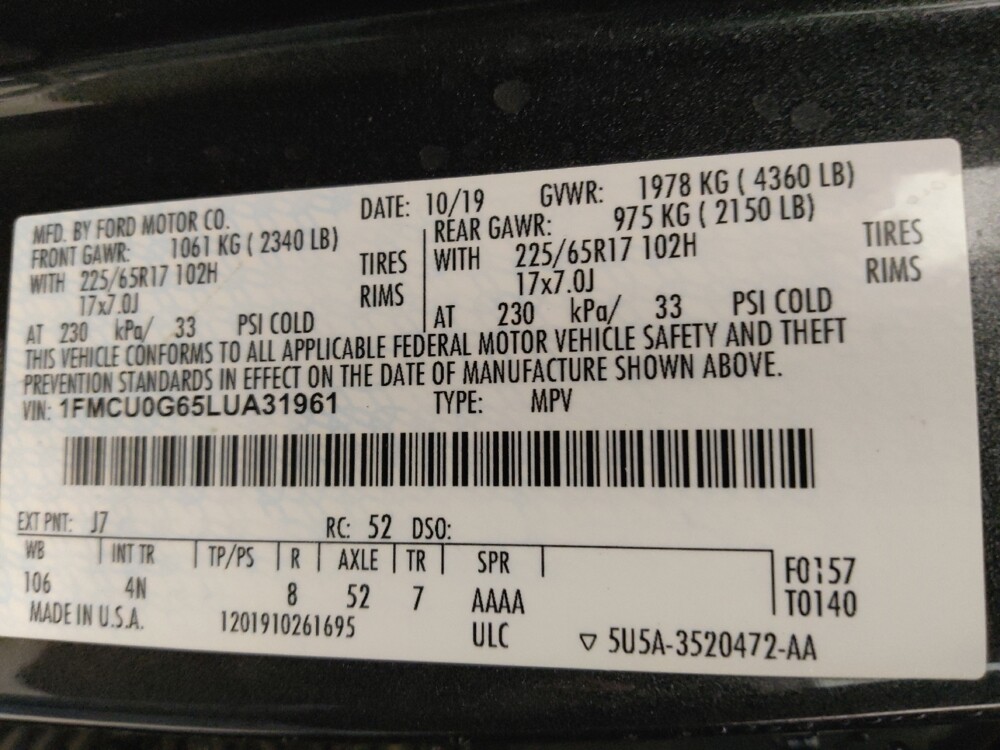 MFD. BY FORD MOTOR CO. DATE: 10/19 GVWR: 1978 KG ( 4360 LB)
FRONT GAWR: 1061 KG ( 2340 LB) REAR GAWR: 975 KG ( 2150 LB)
WITH 225/65R17 102H TIRES WITH 225/65R17 102H TIRES
17x7.0J RIMS 17x7.0J RIMS
AT 230 kPa/ 33 PSI COLD AT 230 kPa/ 33 PSI COLD
THIS VEHICLE CONFORMS TO ALL APPLICABLE FEDERAL MOTOR VEHICLE SAFETY AND THEFT
PREVENTION STANDARDS IN EFFECT ON THE DATE OF MANUFACTURE SHOWN ABOVE.
VIN: 1FMCU0G65LUA31961 TYPE: MPV
EXT PNT: J7 RC: 52 DSO:
WB INT TR TP/PS R AXLE TR SPR F0157
106 4N 8 52 7 AAAA T0140
MADE IN U.S.A. 1201910261695 ULC ▽ 5U5A-3520472-AA